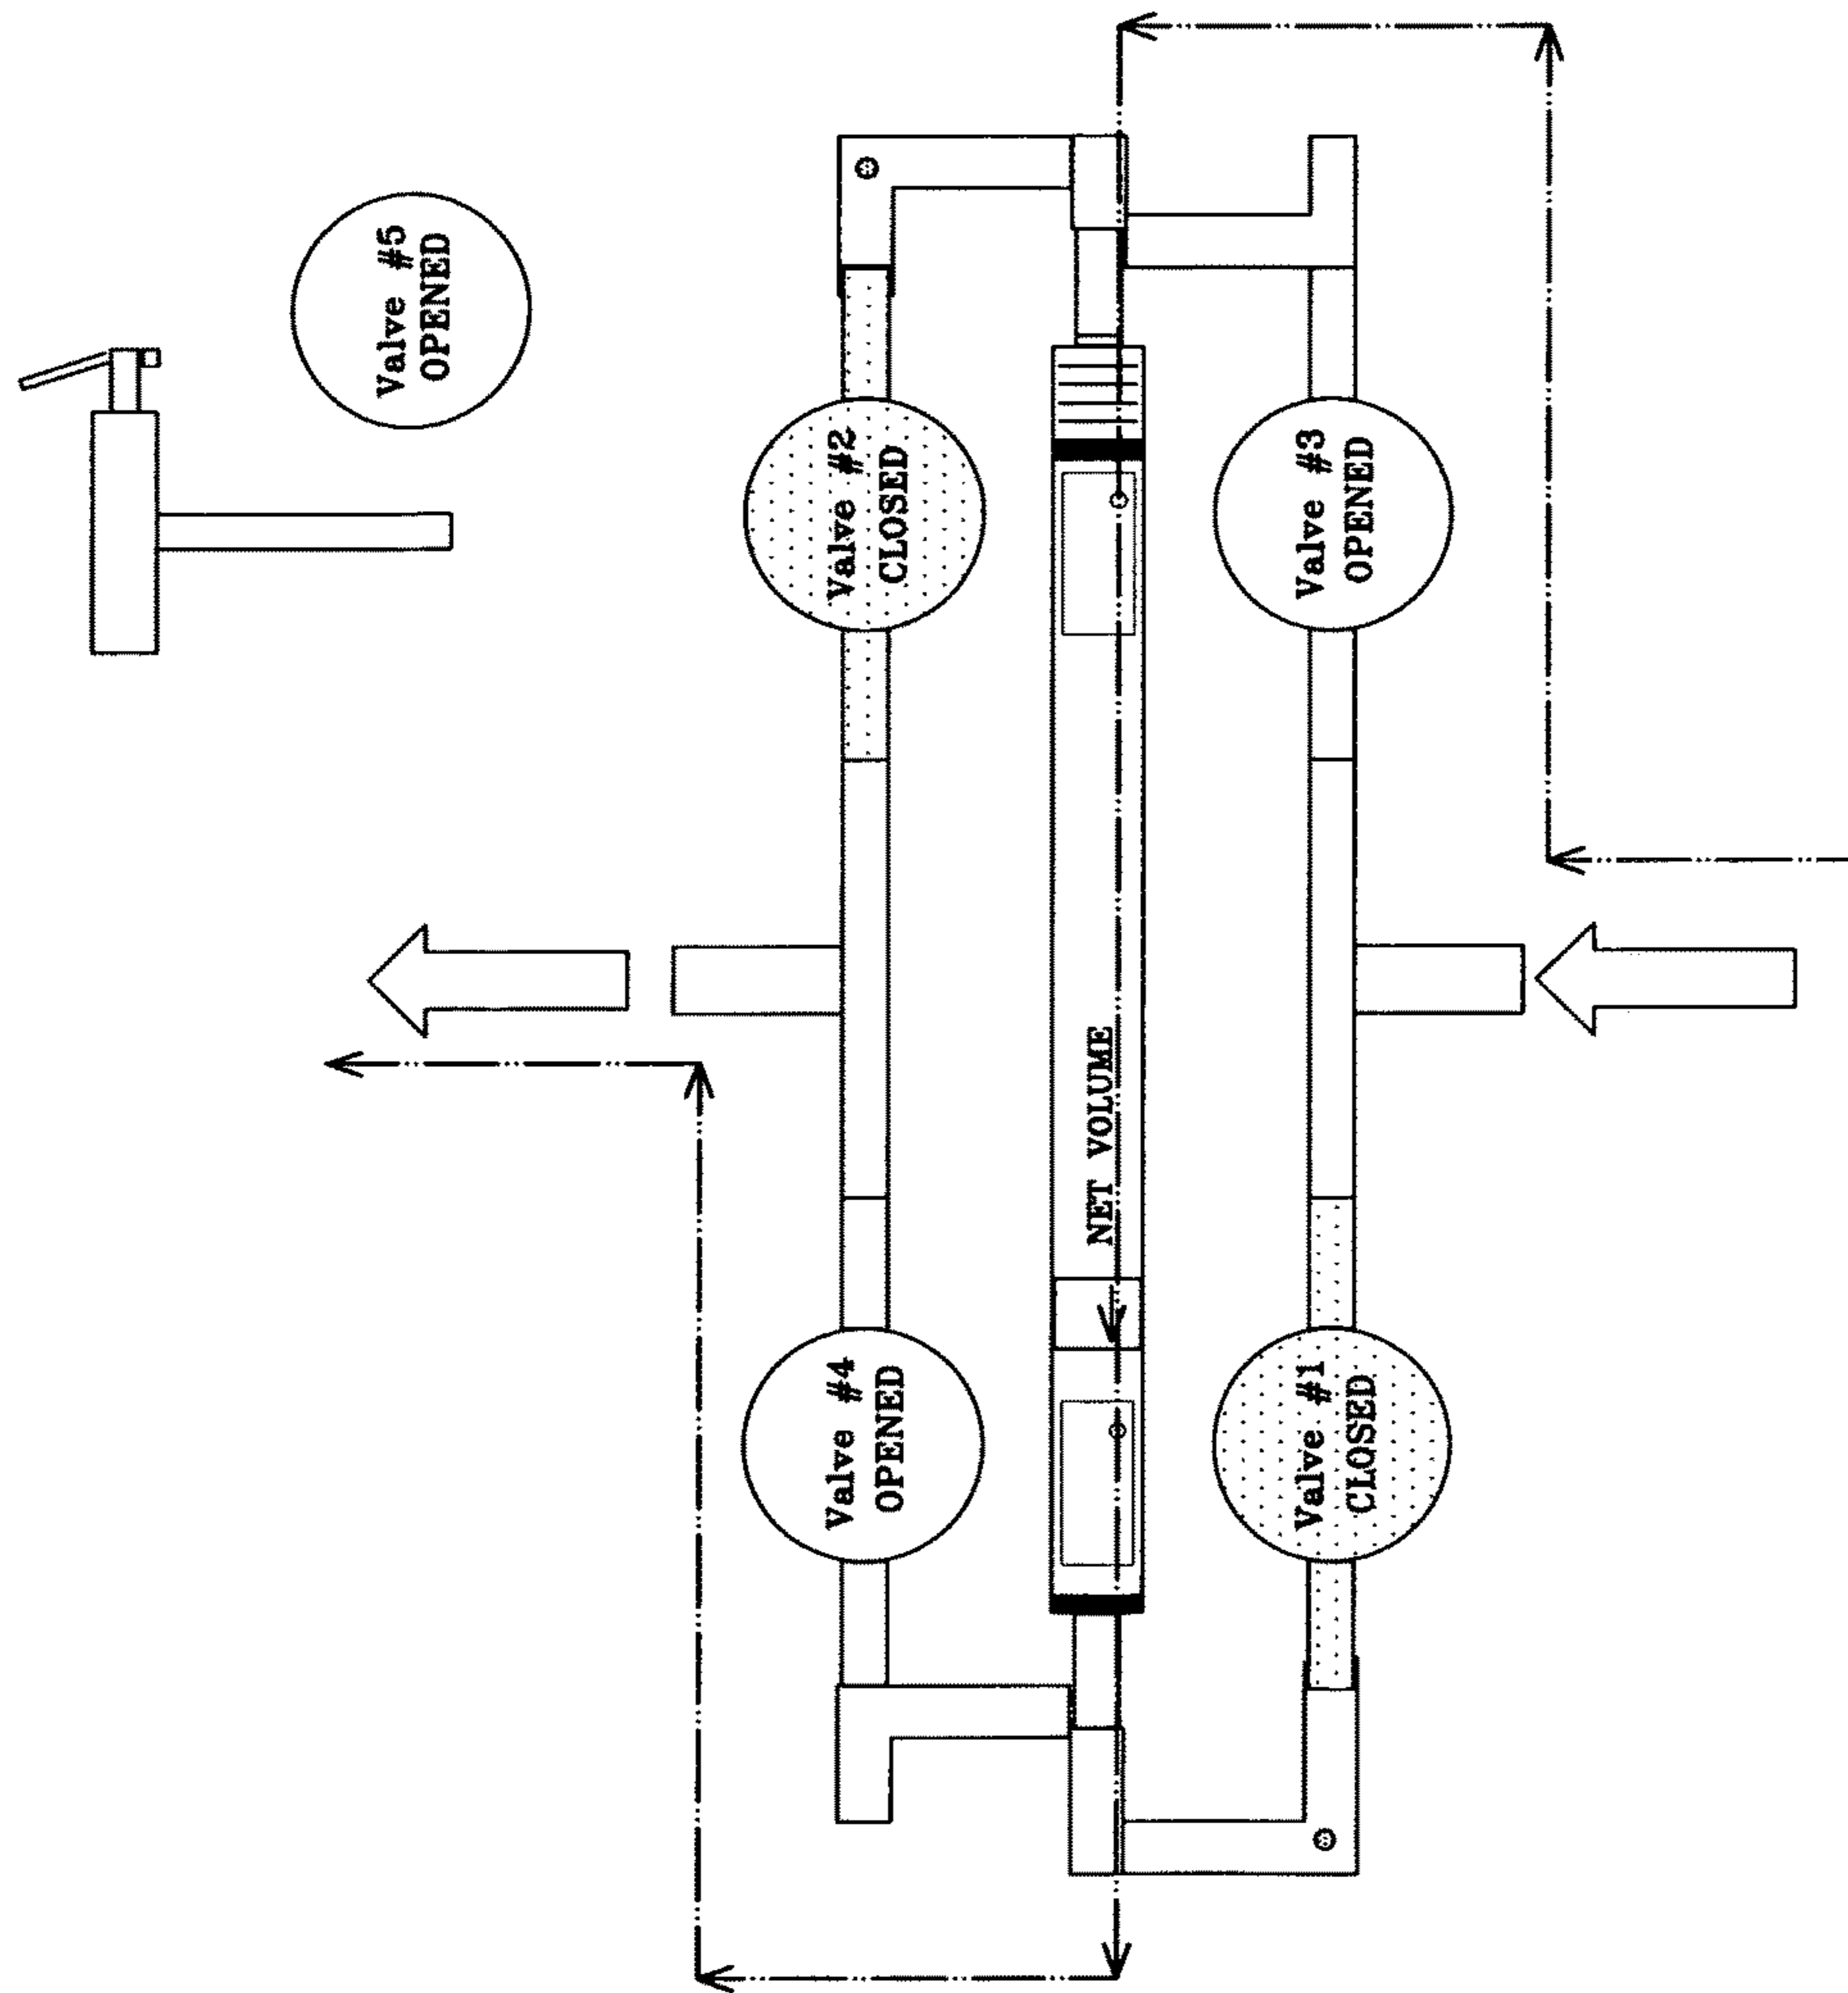 Valve #5
OPENED
Valve #2
CLOSED
Valve #3
OPENED
NET VOLUME
Valve #4
OPENED
Valve #1
CLOSED